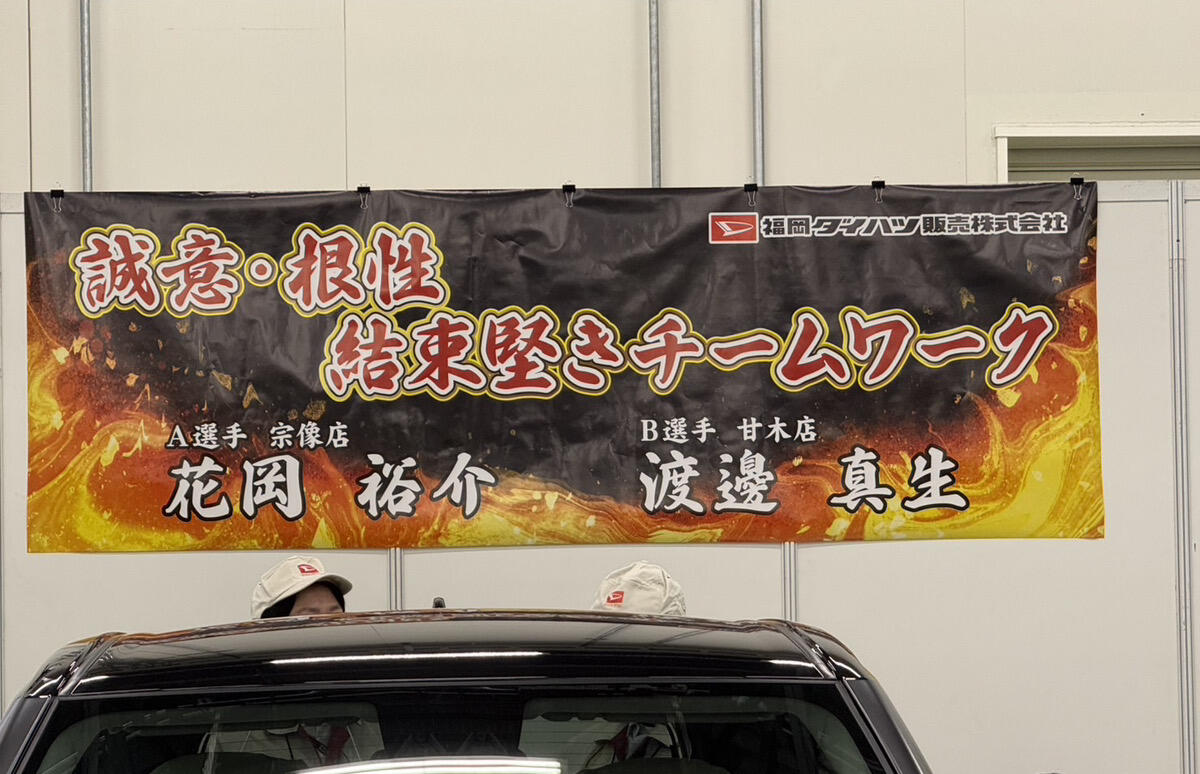 福岡ダイハツ販売株式会社
誠意・根性
結束堅きチームワーク
A選手 宗像店
花岡 裕介
B選手 甘木店
渡邊 真生